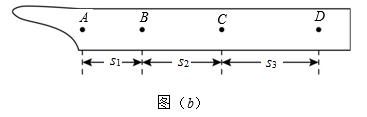 A B C D
s₁ s₂ s₃
图（b）